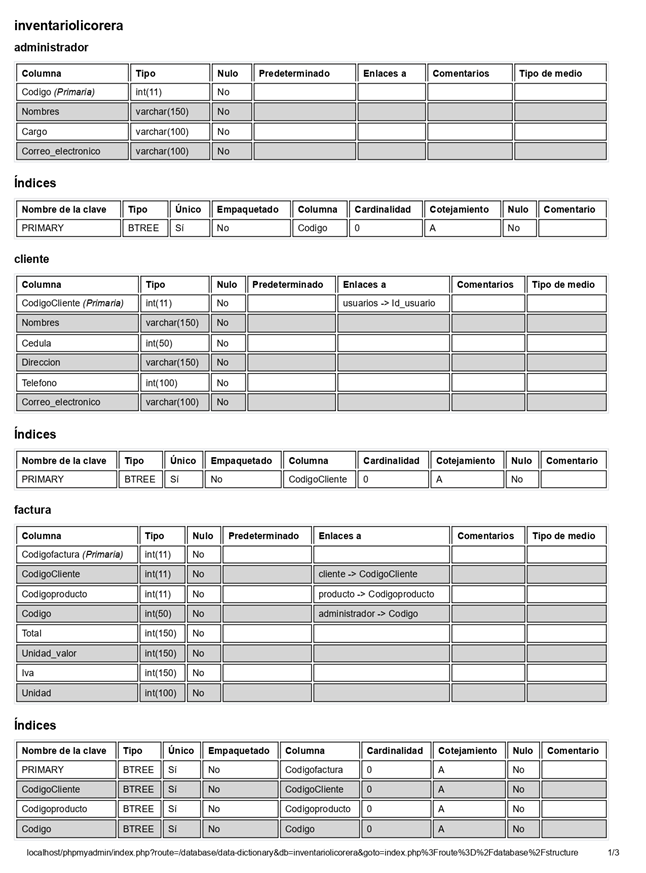 inventariolicorera
administrador
Columna Tipo Nulo Predeterminado Enlaces a Comentarios Tipo de medio
Codigo (Primaria) int(11) No
Nombres varchar(150) No
Cargo varchar(100) No
Correo_electronico varchar(100) No
Índices
Nombre de la clave Tipo Único Empaquetado Columna Cardinalidad Cotejamiento Nulo Comentario
PRIMARY BTREE Sí No Codigo 0 A No
cliente
Columna Tipo Nulo Predeterminado Enlaces a Comentarios Tipo de medio
CodigoCliente (Primaria) int(11) No usuarios -> Id_usuario
Nombres varchar(150) No
Cedula int(50) No
Direccion varchar(150) No
Telefono int(100) No
Correo_electronico varchar(100) No
Índices
Nombre de la clave Tipo Único Empaquetado Columna Cardinalidad Cotejamiento Nulo Comentario
PRIMARY BTREE Sí No CodigoCliente 0 A No
factura
Columna Tipo Nulo Predeterminado Enlaces a Comentarios Tipo de medio
Codigofactura (Primaria) int(11) No
CodigoCliente int(11) No cliente -> CodigoCliente
Codigoproducto int(11) No producto -> Codigoproducto
Codigo int(50) No administrador -> Codigo
Total int(150) No
Unidad_valor int(150) No
Iva int(150) No
Unidad int(100) No
Índices
Nombre de la clave Tipo Único Empaquetado Columna Cardinalidad Cotejamiento Nulo Comentario
PRIMARY BTREE Sí No Codigofactura 0 A No
CodigoCliente BTREE Sí No CodigoCliente 0 A No
Codigoproducto BTREE Sí No Codigoproducto 0 A No
Codigo BTREE Sí No Codigo 0 A No
localhost/phpmyadmin/index.php?route=/database/data-dictionary&db=inventariolicorera&goto=index.php%3Froute%3D%2Fdatabase%2Fstructure 1/3